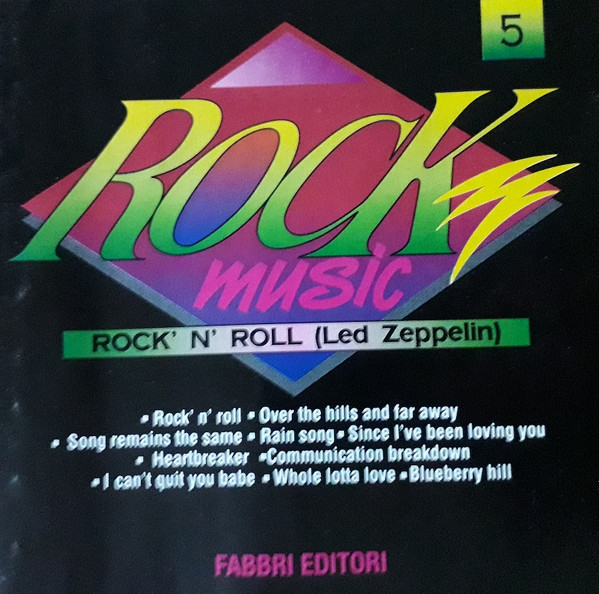 5
ROCK
music
ROCK' N' ROLL (Led Zeppelin)
• Rock' n' roll • Over the hills and far away
• Song remains the same • Rain song • Since I've been loving you
• Heartbreaker •Communication breakdown
•I can't quit you babe •Whole lotta love •Blueberry hill
FABBRI EDITORI